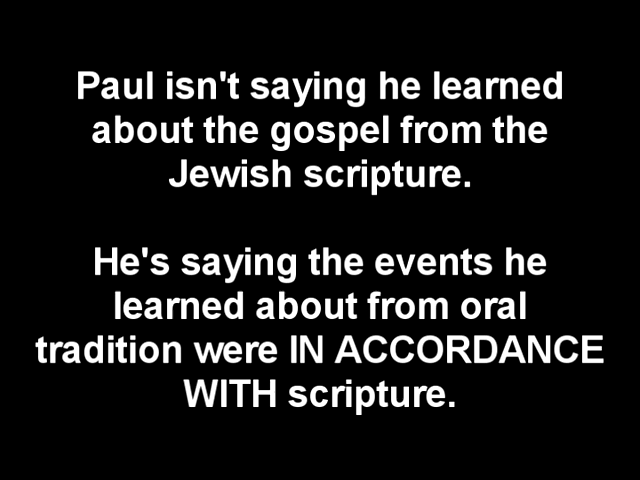 Paul isn't saying he learned
about the gospel from the
Jewish scripture.
He's saying the events he
learned about from oral
tradition were IN ACCORDANCE
WITH scripture.